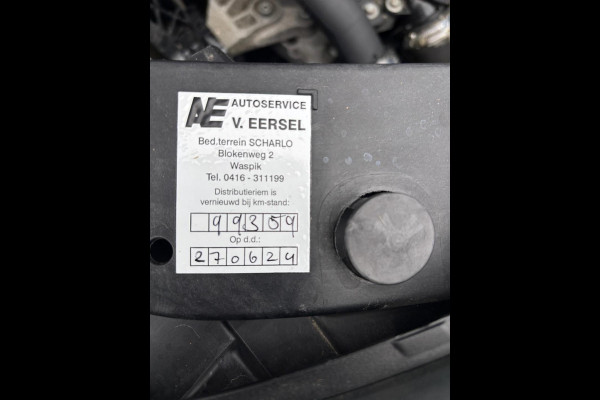 AE AUTOSERVICE
V. EERSEL
Bed.terrein SCHARLO
Blokenweg 2
Waspik
Tel. 0416 - 311199
Distributieriem is
vernieuwd bij km-stand:
99354
Op d.d.:
270624